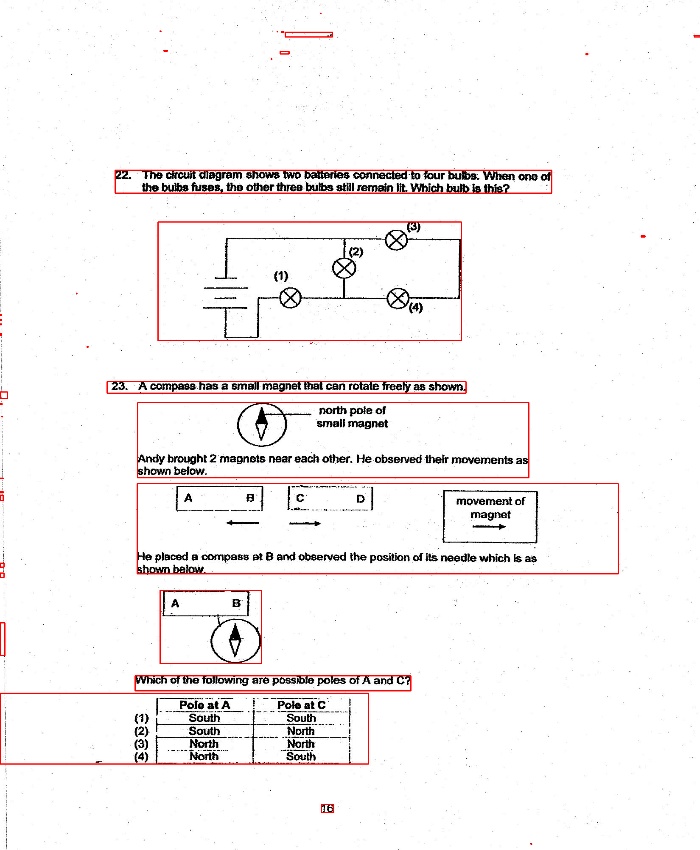 22. The circuit diagram shows two batteries connected to four bulbs. When one of
the bulbs fuses, the other three bulbs still remain lit. Which bulb is this?
(3)
(2)
(1)
(4)
23. A compass has a small magnet that can rotate freely as shown.
north pole of
small magnet
Andy brought 2 magnets near each other. He observed their movements as
shown below.
A B C D movement of
magnet
He placed a compass at B and observed the position of its needle which is as
shown below.
A B
Which of the following are possible poles of A and C?
Pole at A Pole at C
(1) South South
(2) South North
(3) North North
(4) North South
16